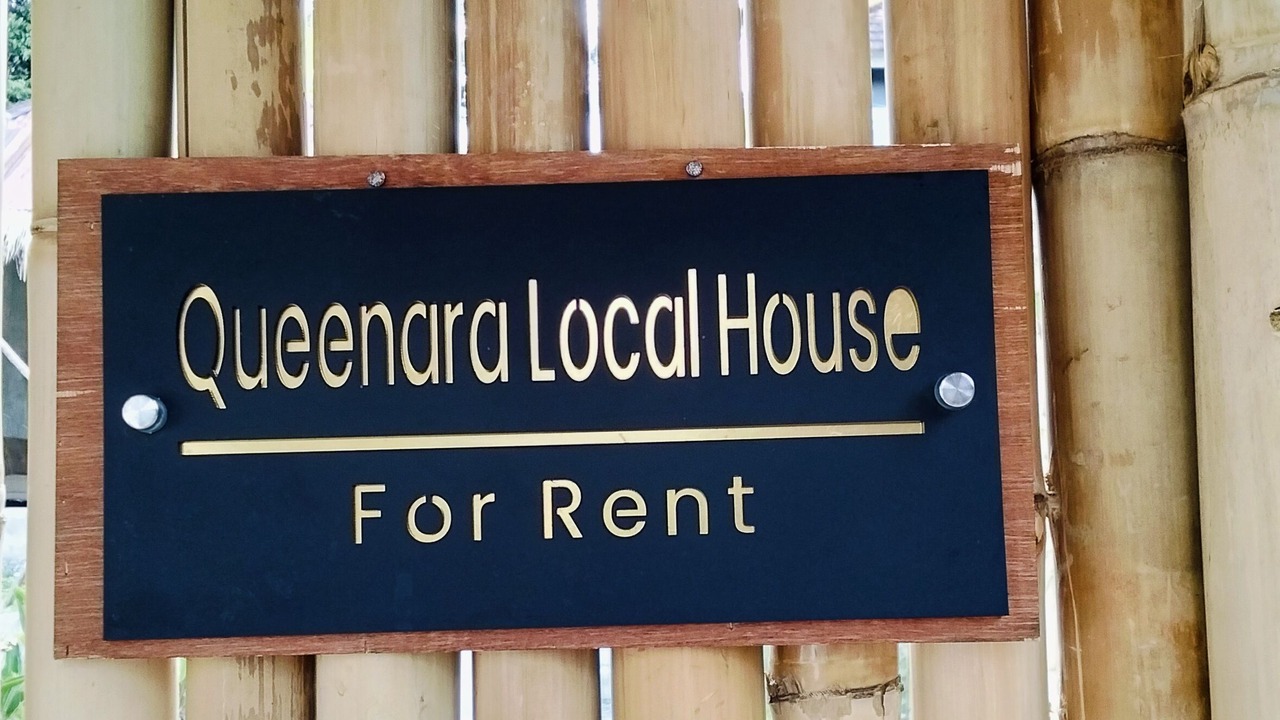 Queenara Local House
For Rent